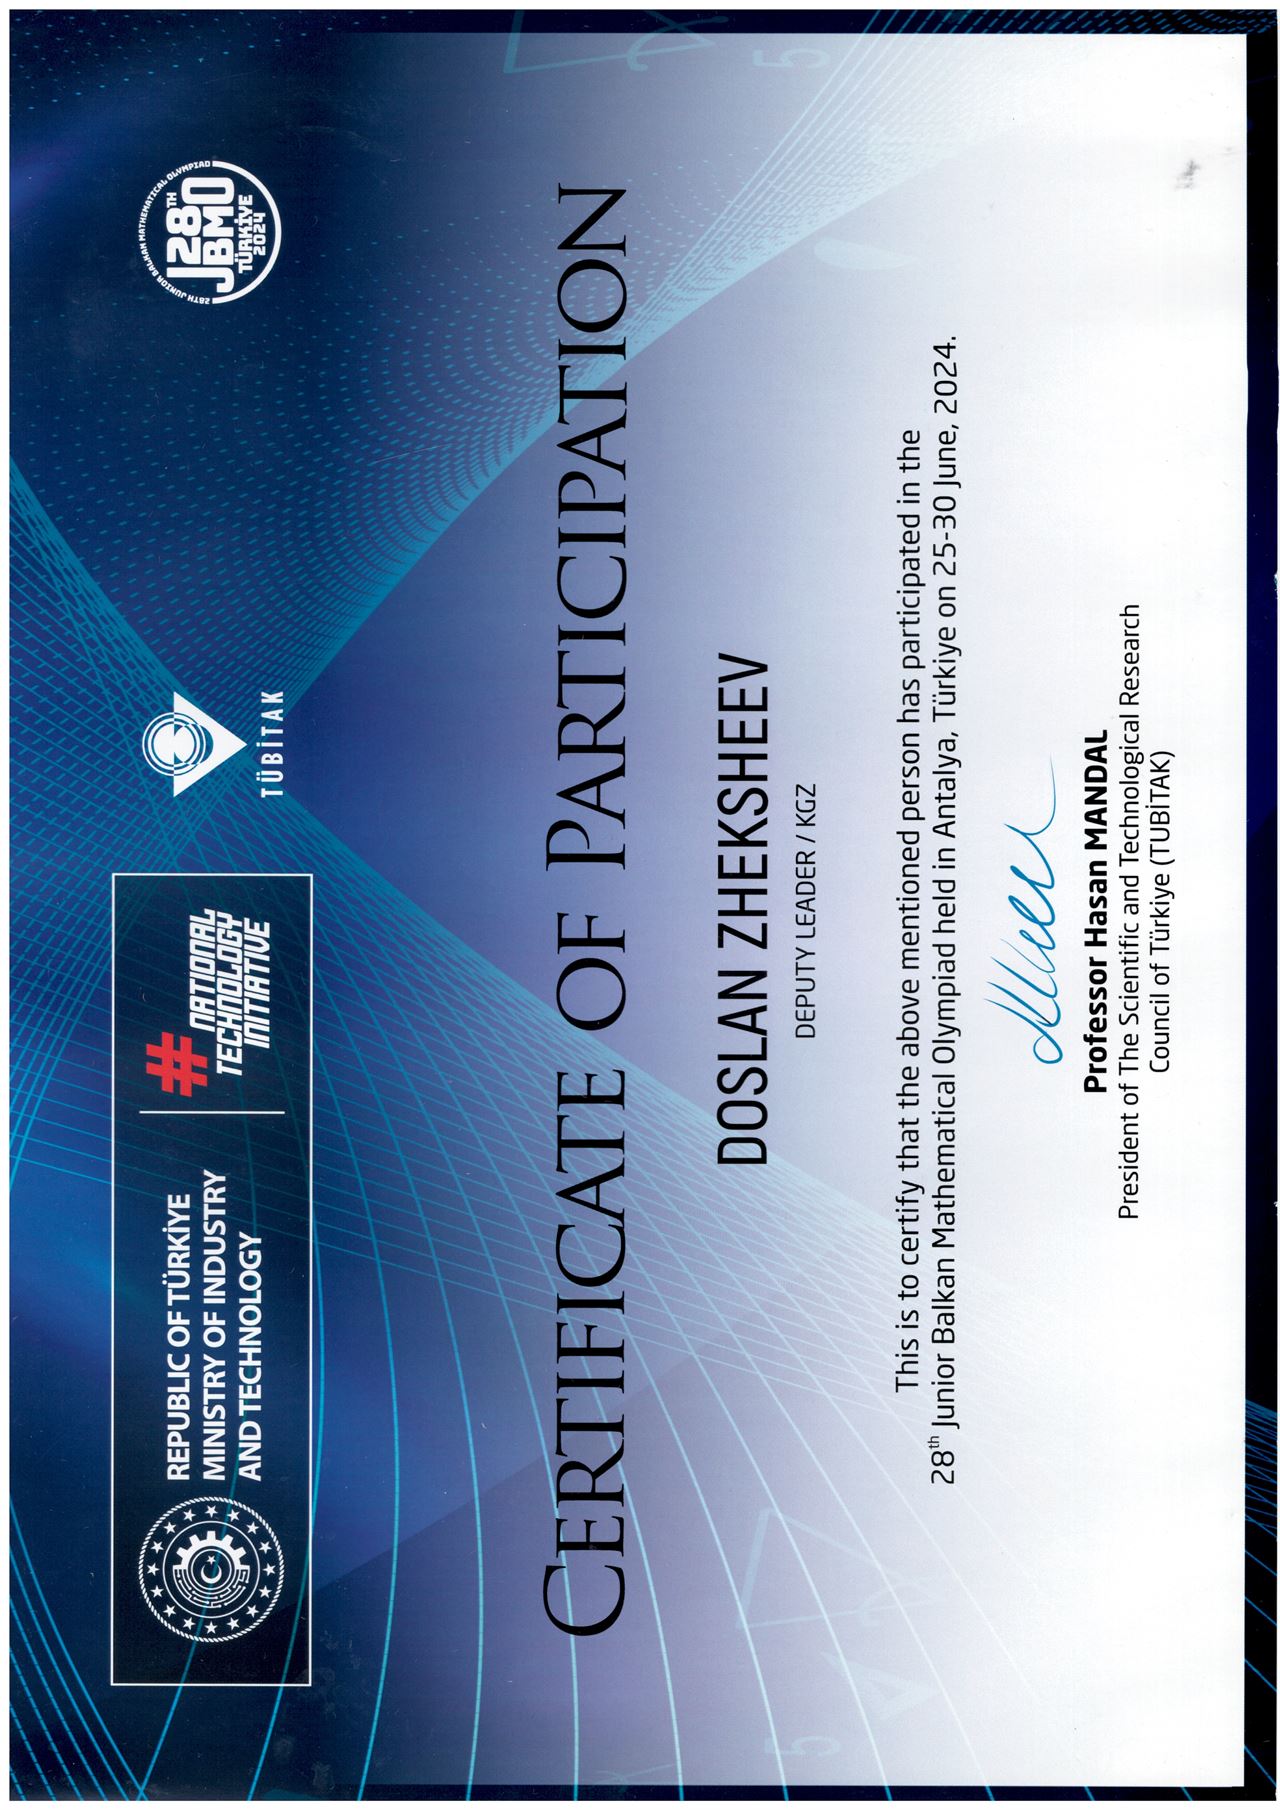 REPUBLIC OF TÜRKİYE
MINISTRY OF INDUSTRY
AND TECHNOLOGY
#
NATIONAL
TECHNOLOGY
INITIATIVE
TÜBİTAK
28TH JUNIOR BALKAN MATHEMATICAL OLYMPIAD
28TH
JBMO
TÜRKİYE
2024
CERTIFICATE OF PARTICIPATION
DOSLAN ZHEKSHEEV
DEPUTY LEADER / KGZ
This is to certify that the above mentioned person has participated in the
28th Junior Balkan Mathematical Olympiad held in Antalya, Türkiye on 25-30 June, 2024.
Professor Hasan MANDAL
President of The Scientific and Technological Research
Council of Türkiye (TUBİTAK)